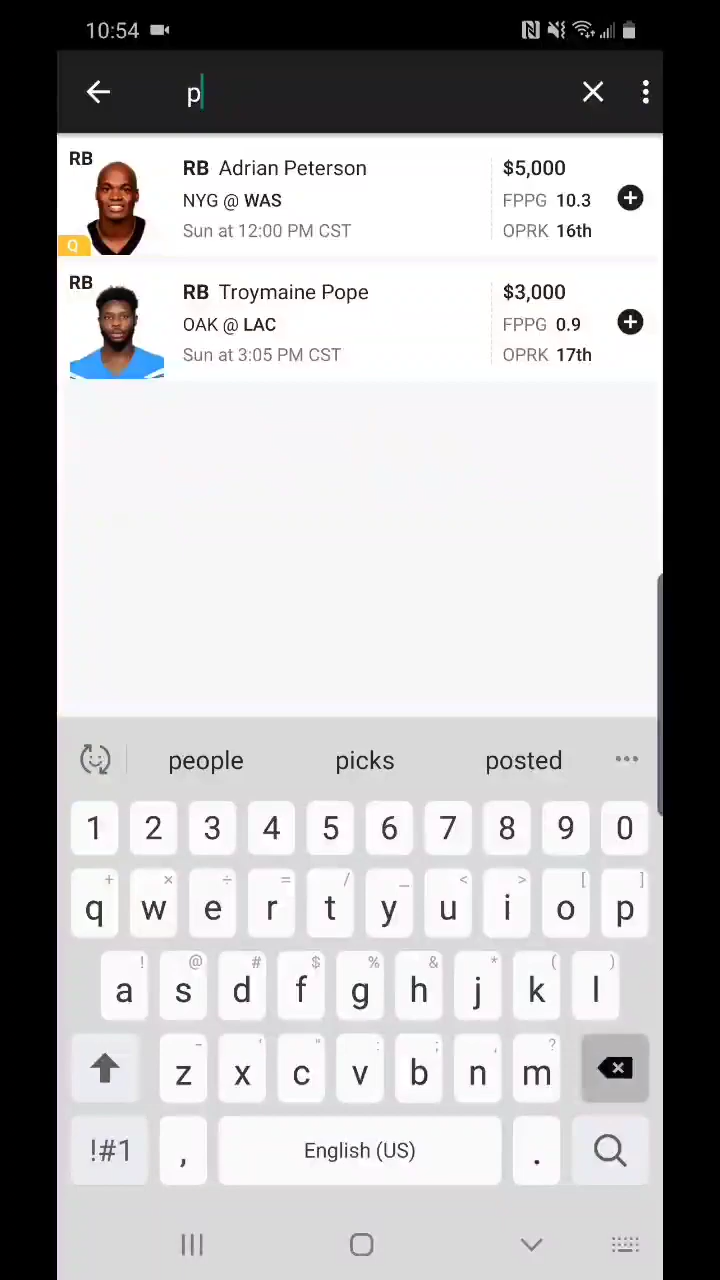 10:54
p
RB
RB Adrian Peterson
$5,000
NYG @ WAS
FPPG 10.3
Q
Sun at 12:00 PM CST
OPRK 16th
RB
RB Troymaine Pope
$3,000
OAK @ LAC
FPPG 0.9
Sun at 3:05 PM CST
OPRK 17th
people picks posted
1 2 3 4 5 6 7 8 9 0
+ × ÷ = / _ < > [ ]
q w e r t y u i o p
! @ # $ % & * ( )
a s d f g h j k l
- ' " : ; , ?
z x c v b n m
!#1 , English (US) .